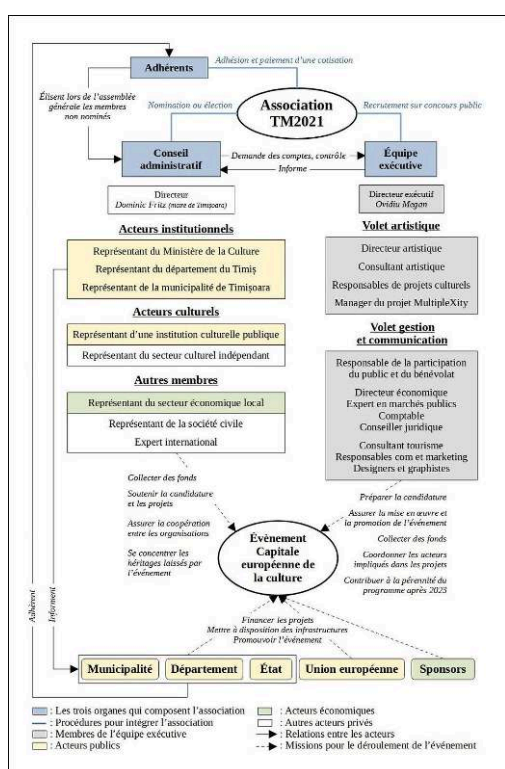 Adhérents
Adhésion et paiement d'une cotisation
Élisent lors de l'assemblée
générale les membres
non nominés
Nomination ou élection
Association
TM2021
Recrutement sur concours public
Conseil
administratif
Demande des comptes, contrôle
Informe
Équipe
exécutive
Directeur
Dominic Fritz (maire de Timișoara)
Directeur exécutif
Ovidiu Megan
Acteurs institutionnels
Représentant du Ministère de la Culture
Représentant du département du Timiș
Représentant de la municipalité de Timișoara
Acteurs culturels
Représentant d'une institution culturelle publique
Représentant du secteur culturel indépendant
Autres membres
Représentant du secteur économique local
Représentant de la société civile
Expert international
Volet artistique
Directeur artistique
Consultant artistique
Responsables de projets culturels
Manager du projet MultipleXity
Volet gestion
et communication
Responsable de la participation
du public et du bénévolat
Directeur économique
Expert en marchés publics
Comptable
Conseiller juridique
Consultant tourisme
Responsables com et marketing
Designers et graphistes
Collecter des fonds
Soutenir la candidature
et les projets
Assurer la coopération
entre les organisations
Se concentrer les
héritages laissés par
l'événement
Préparer la candidature
Assurer la mise en œuvre et
la promotion de l'événement
Collecter des fonds
Coordonner les acteurs
impliqués dans les projets
Contribuer à la pérennité du
programme après 2023
Évènement
Capitale
européenne de
la culture
Adhèrent
Informent
Financer les projets
Mettre à disposition des infrastructures
Promouvoir l'événement
Municipalité
Département
État
Union européenne
Sponsors
: Les trois organes qui composent l'association
: Procédures pour intégrer l'association
: Membres de l'équipe exécutive
: Acteurs publics
: Acteurs économiques
: Autres acteurs privés
: Relations entre les acteurs
: Missions pour le déroulement de l'événement